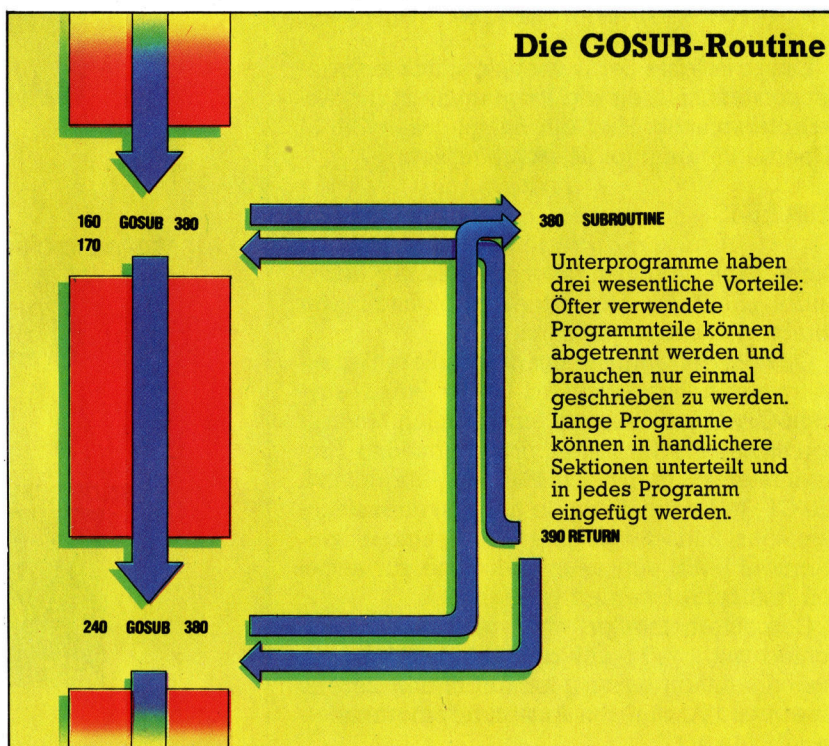 Die GOSUB-Routine
160 GOSUB 380
170
380 SUBROUTINE
Unterprogramme haben
drei wesentliche Vorteile:
Öfter verwendete
Programmteile können
abgetrennt werden und
brauchen nur einmal
geschrieben zu werden.
Lange Programme
können in handlichere
Sektionen unterteilt und
in jedes Programm
eingefügt werden.
390 RETURN
240 GOSUB 380